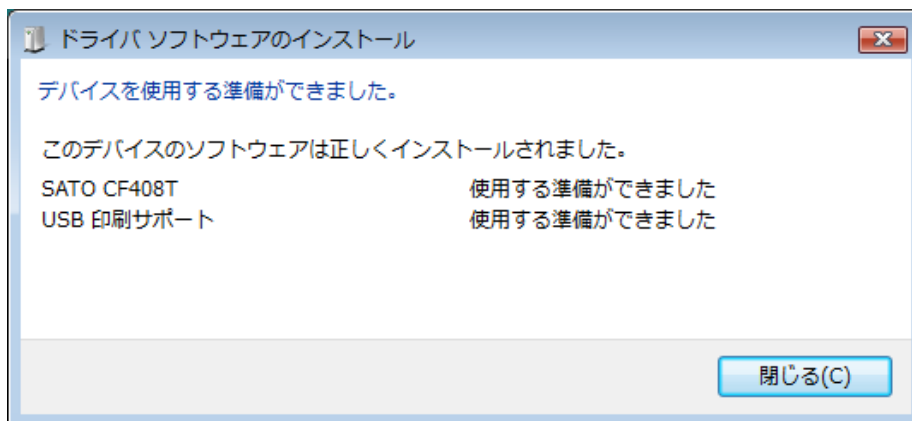 ドライバ ソフトウェアのインストール
デバイスを使用する準備ができました。
このデバイスのソフトウェアは正しくインストールされました。
SATO CF408T 使用する準備ができました
USB 印刷サポート 使用する準備ができました
閉じる(C)